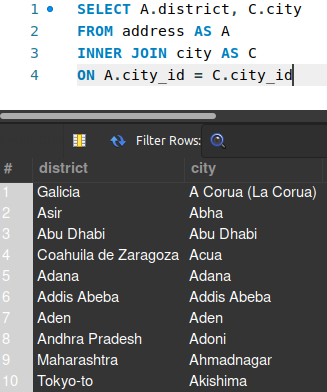 1 SELECT A.district, C.city
2 FROM address AS A
3 INNER JOIN city AS C
4 ON A.city_id = C.city_id
Filter Rows:
# district city
1 Galicia A Corua (La Corua)
2 Asir Abha
3 Abu Dhabi Abu Dhabi
4 Coahuila de Zaragoza Acua
5 Adana Adana
6 Addis Abeba Addis Abeba
7 Aden Aden
8 Andhra Pradesh Adoni
9 Maharashtra Ahmadnagar
10 Tokyo-to Akishima